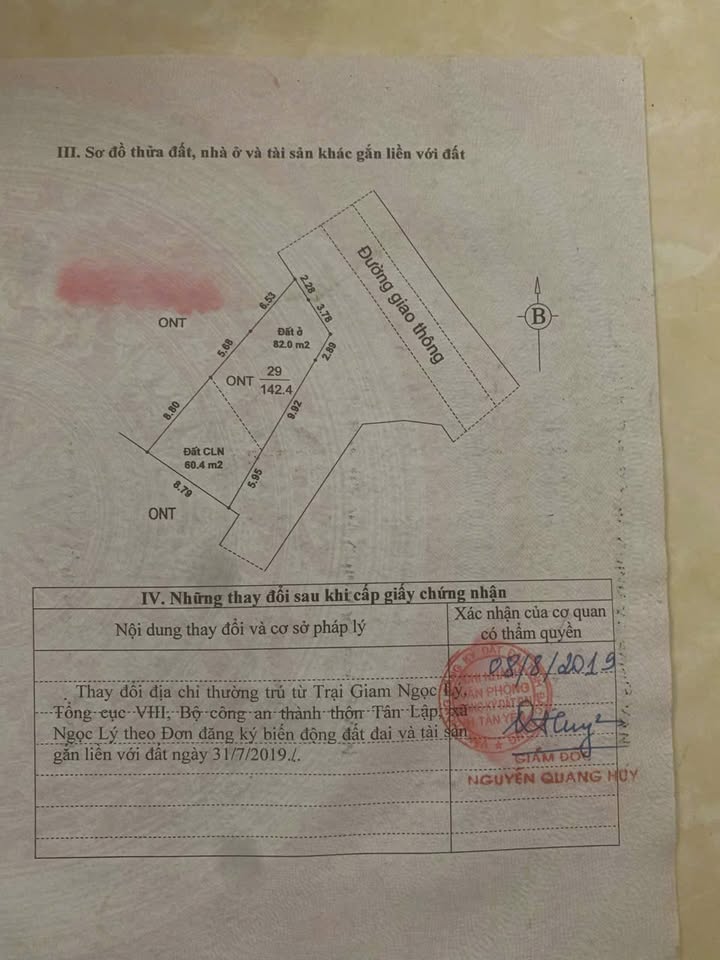 III. Sơ đồ thửa đất, nhà ở và tài sản khác gắn liền với đất
Đường giao thông
B
2.28
3.78
6.53
ONT
Đất ở
82.0 m2
2.89
5.68
ONT 29
142.4
8.80
9.92
Đất CLN
60.4 m2
5.95
8.79
ONT
IV. Những thay đổi sau khi cấp giấy chứng nhận
Nội dung thay đổi và cơ sở pháp lý
Xác nhận của cơ quan
có thẩm quyền
08/8/2019
Thay đổi địa chỉ thường trú từ Trại Giam Ngọc Lý,
Tổng cục VIII, Bộ công an thành thôn Tân Lập, xã
Ngọc Lý theo Đơn đăng ký biến động đất đai và tài sản
gắn liền với đất ngày 31/7/2019./.
VĂN PHÒNG
TÂN YÊN
GIÁM ĐỐC
NGUYỄN QUANG HUY